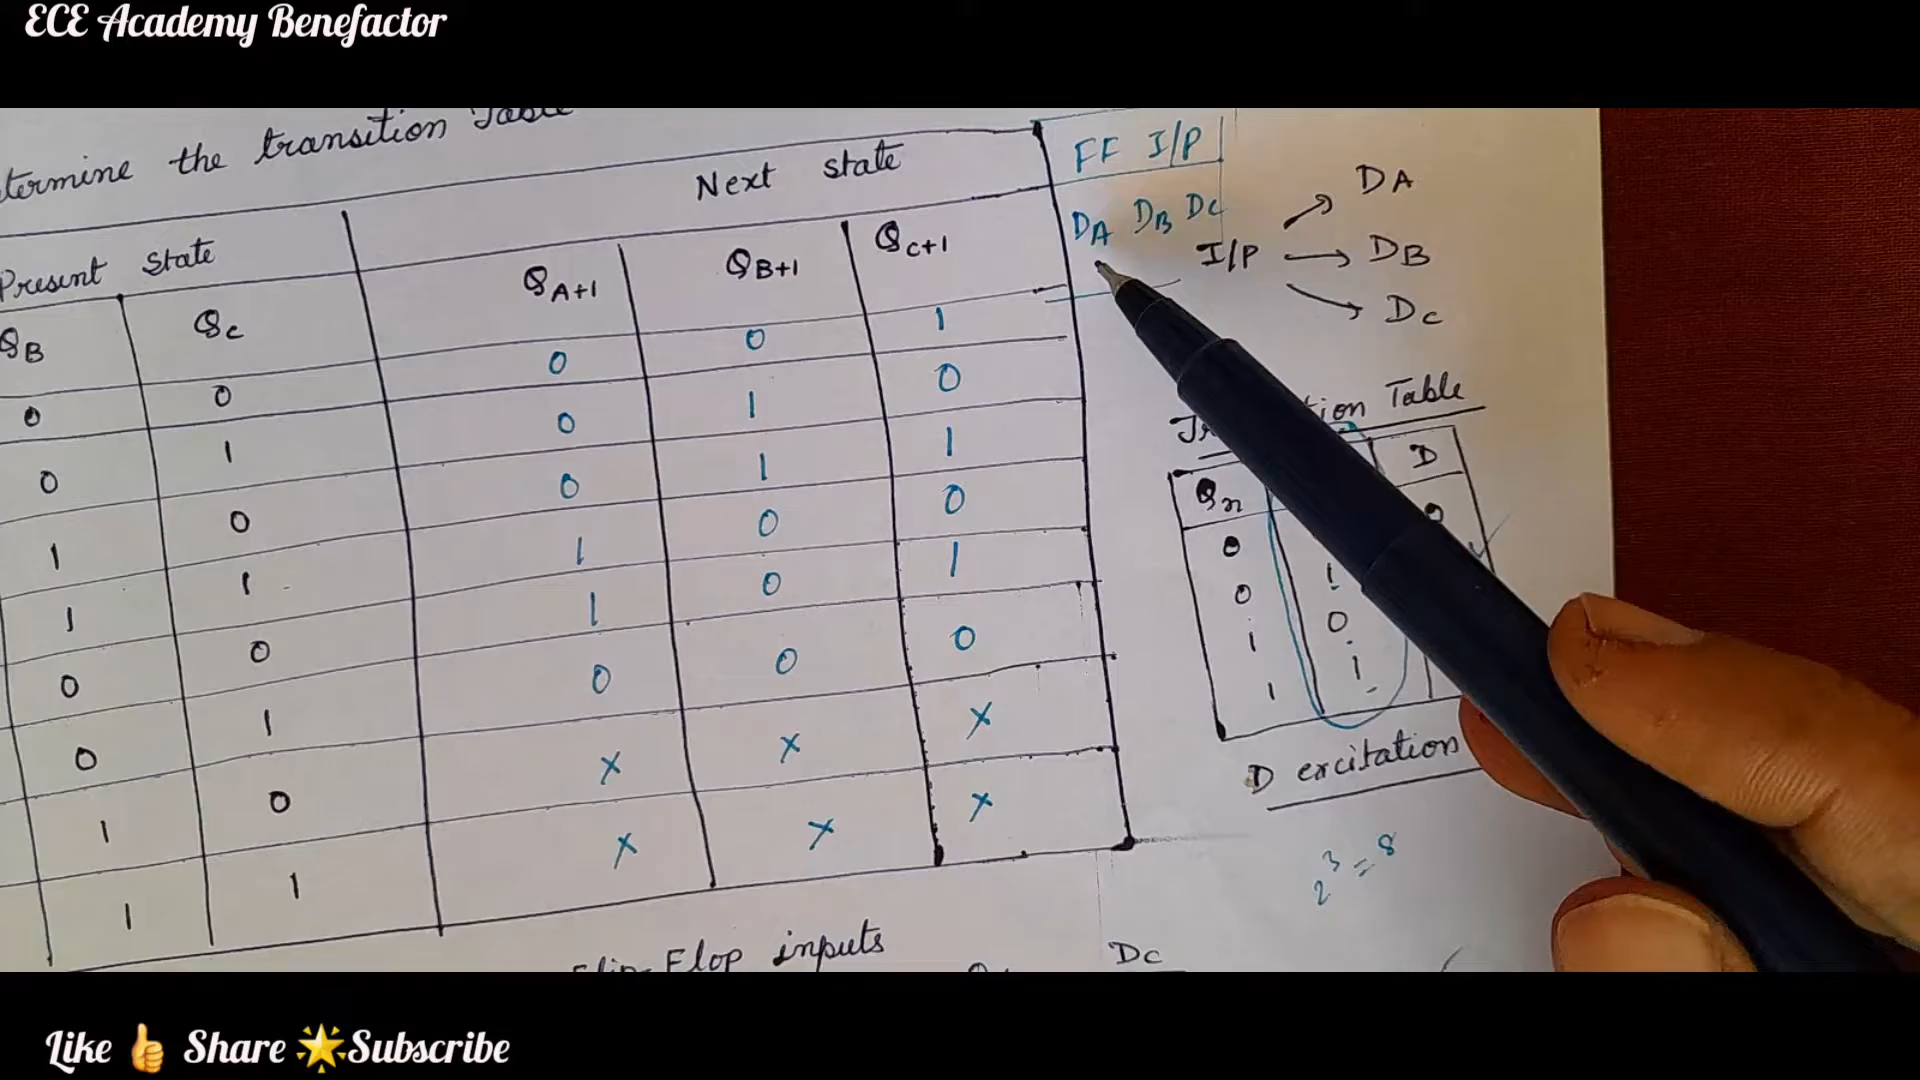 ECE Academy Benefactor
termine the transition Table
Present state Next state FF I/P
QB QC QA+1 QB+1 QC+1 DA DB DC
0 0 0 0 1
0 1 0 1 0
1 0 0 1 1
1 1 1 0 0
0 0 1 0 1
0 1 0 0 0
1 0 x x x
1 1 x x x
I/P DA
DB
DC
Table
Qn D
0 0
0 1
1 0
1 1
D excitation
2³ = 8
Flip-Flop inputs
DC
Like 👍 Share 🌟Subscribe